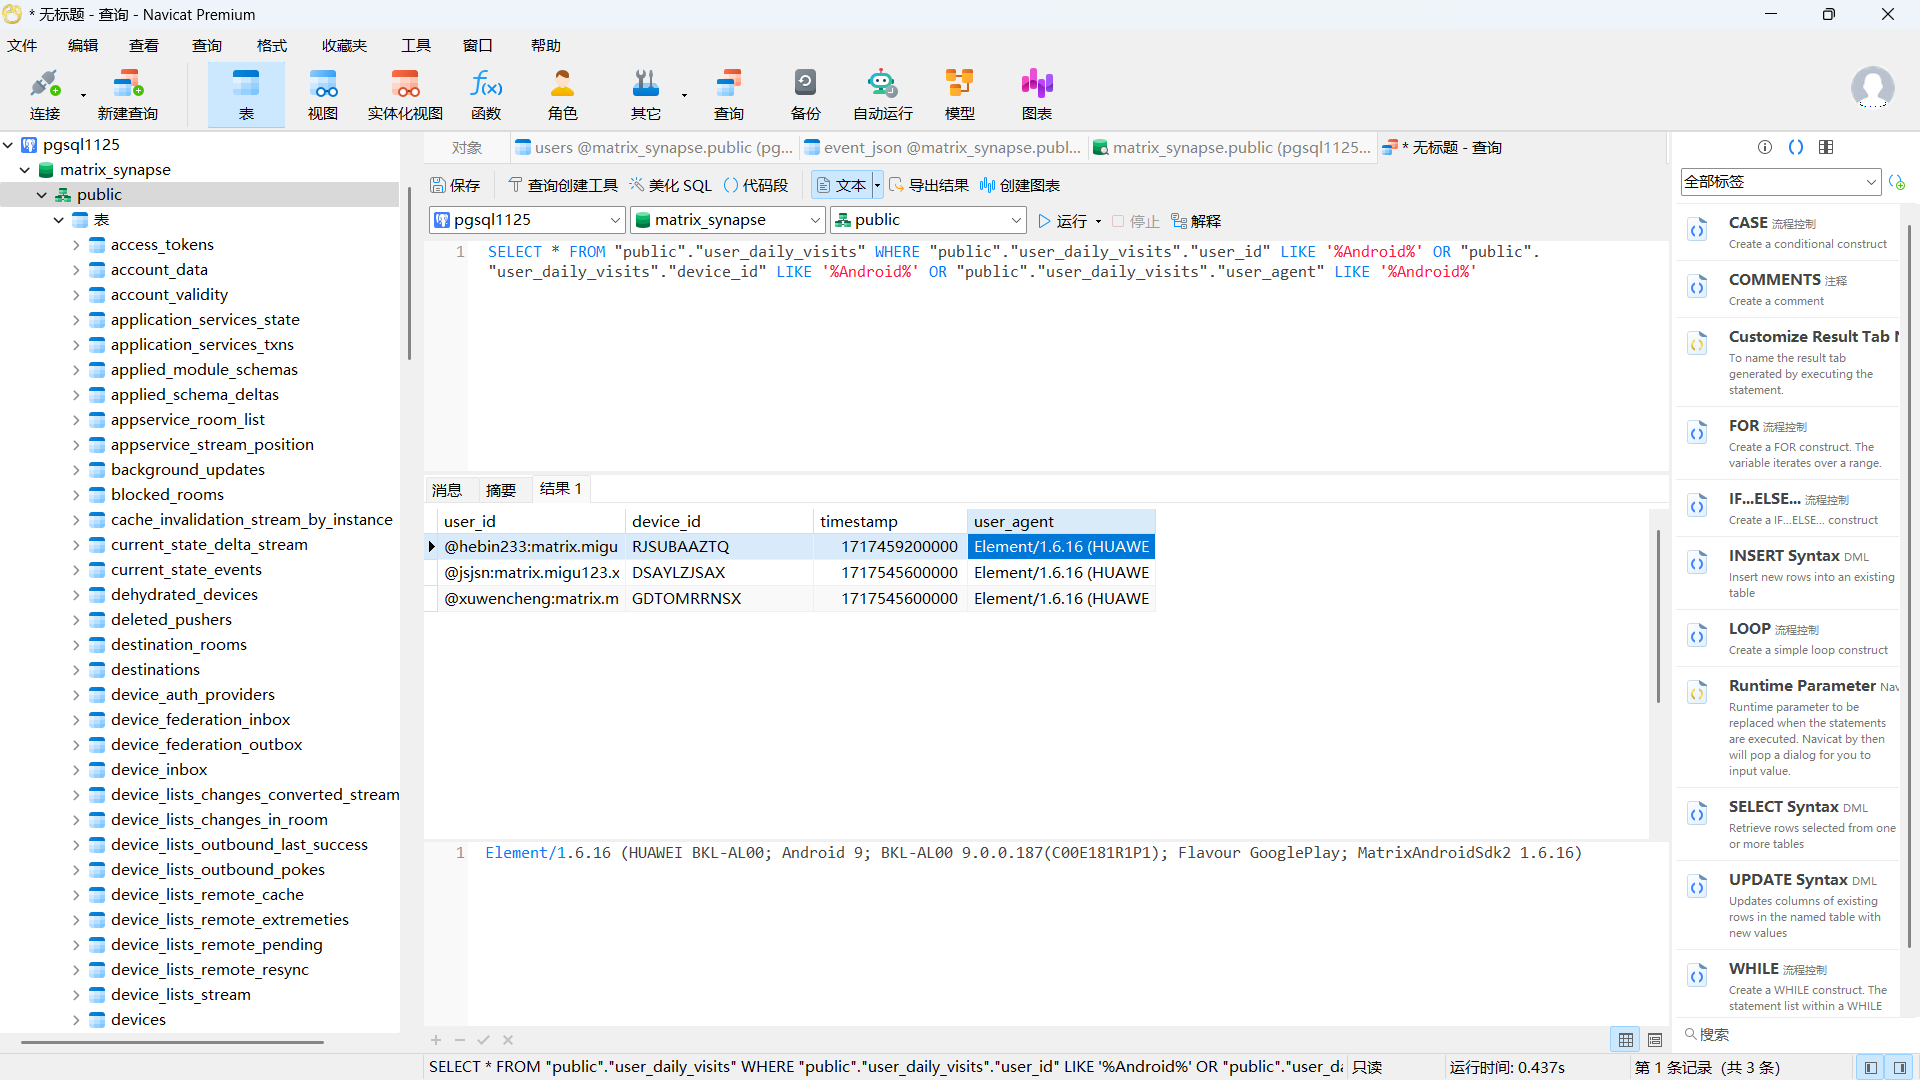 * 无标题 - 查询 - Navicat Premium
文件 编辑 查看 查询 格式 收藏夹 工具 窗口 帮助
连接 新建查询 表 视图 实体化视图 函数 角色 其它 查询 备份 自动运行 模型 图表
pgsql1125
matrix_synapse
public
表
access_tokens
account_data
account_validity
application_services_state
application_services_txns
applied_module_schemas
applied_schema_deltas
appservice_room_list
appservice_stream_position
background_updates
blocked_rooms
cache_invalidation_stream_by_instance
current_state_delta_stream
current_state_events
dehydrated_devices
deleted_pushers
destination_rooms
destinations
device_auth_providers
device_federation_inbox
device_federation_outbox
device_inbox
device_lists_changes_converted_stream
device_lists_changes_in_room
device_lists_outbound_last_success
device_lists_outbound_pokes
device_lists_remote_cache
device_lists_remote_extremeties
device_lists_remote_pending
device_lists_remote_resync
device_lists_stream
devices
对象 users @matrix_synapse.public (pg... event_json @matrix_synapse.publ... matrix_synapse.public (pgsql1125... * 无标题 - 查询
保存 查询创建工具 美化 SQL 代码段 文本 导出结果 创建图表
pgsql1125 matrix_synapse public 运行 停止 解释
1 SELECT * FROM "public"."user_daily_visits" WHERE "public"."user_daily_visits"."user_id" LIKE '%Android%' OR "public".
"user_daily_visits"."device_id" LIKE '%Android%' OR "public"."user_daily_visits"."user_agent" LIKE '%Android%'
消息 摘要 结果 1
user_id device_id timestamp user_agent
@hebin233:matrix.migu RJSUBAAZTQ 1717459200000 Element/1.6.16 (HUAWE
@jsjsn:matrix.migu123.x DSAYLZJSAX 1717545600000 Element/1.6.16 (HUAWE
@xuwencheng:matrix.m GDTOMRRNSX 1717545600000 Element/1.6.16 (HUAWE
1 Element/1.6.16 (HUAWEI BKL-AL00; Android 9; BKL-AL00 9.0.0.187(C00E181R1P1); Flavour GooglePlay; MatrixAndroidSdk2 1.6.16)
全部标签
CASE 流程控制
Create a conditional construct
COMMENTS 注释
Create a comment
Customize Result Tab N
To name the result tab
generated by executing the
statement.
FOR 流程控制
Create a FOR construct. The
variable iterates over a range.
IF...ELSE... 流程控制
Create a IF...ELSE... construct
INSERT Syntax DML
Insert new rows into an existing
table
LOOP 流程控制
Create a simple loop construct
Runtime Parameter Nav
Runtime parameter to be
replaced when the statements
are executed. Navicat by then
will pop a dialog for you to
input value.
SELECT Syntax DML
Retrieve rows selected from one
or more tables
UPDATE Syntax DML
Updates columns of existing
rows in the named table with
new values
WHILE 流程控制
Create a WHILE construct. The
statement list within a WHILE
搜索
SELECT * FROM "public"."user_daily_visits" WHERE "public"."user_daily_visits"."user_id" LIKE '%Android%' OR "public"."user_da 只读 运行时间: 0.437s 第 1 条记录 (共 3 条)